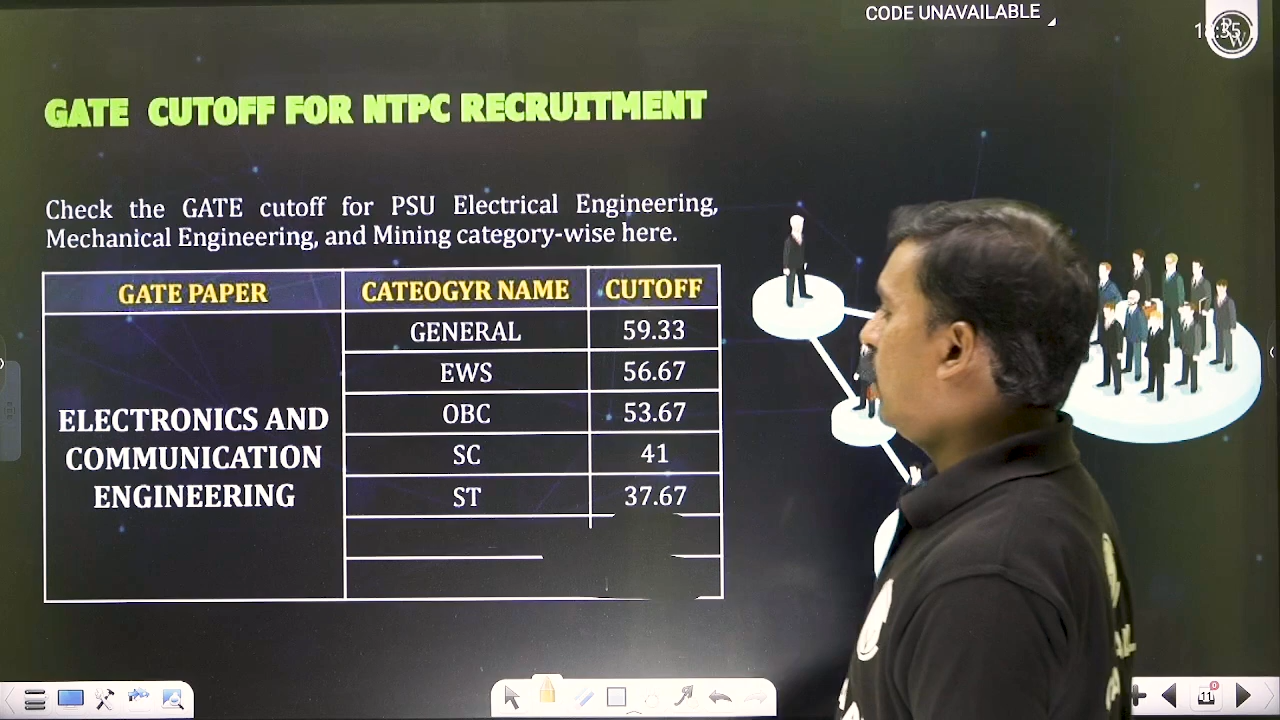 CODE UNAVAILABLE
GATE CUTOFF FOR NTPC RECRUITMENT
Check the GATE cutoff for PSU Electrical Engineering,
Mechanical Engineering, and Mining category-wise here.
GATE PAPER CATEOGYR NAME CUTOFF
ELECTRONICS AND
COMMUNICATION
ENGINEERING
GENERAL 59.33
EWS 56.67
OBC 53.67
SC 41
ST 37.67
11